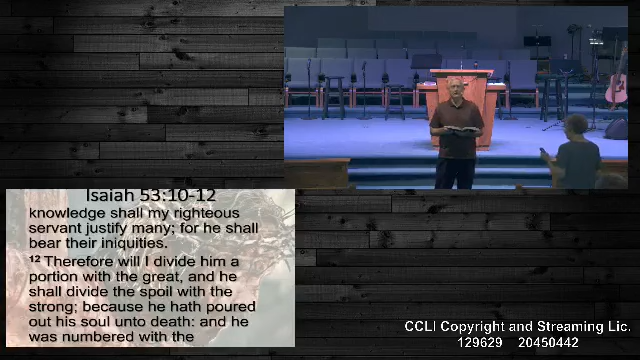 Isaiah 53:10-12
knowledge shall my righteous
servant justify many; for he shall
bear their iniquities.
12 Therefore will I divide him a
portion with the great, and he
shall divide the spoil with the
strong; because he hath poured
out his soul unto death: and he
was numbered with the
CCLI Copyright and Streaming Lic.
129629 20450442